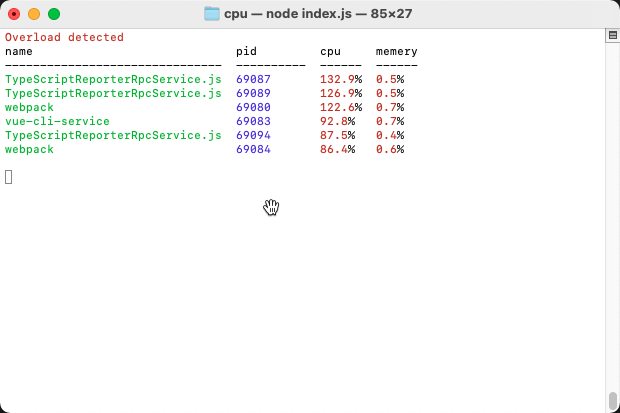 cpu — node index.js — 85×27
Overload detected
name pid cpu memery
------------------------------- ---------- ------ ------
TypeScriptReporterRpcService.js 69087 132.9% 0.5%
TypeScriptReporterRpcService.js 69089 126.9% 0.5%
webpack 69080 122.6% 0.7%
vue-cli-service 69083 92.8% 0.7%
TypeScriptReporterRpcService.js 69094 87.5% 0.4%
webpack 69084 86.4% 0.6%